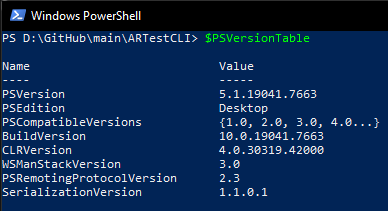 Windows PowerShell
PS D:\GitHub\main\ARTestCLI> $PSVersionTable
Name                           Value
----                           -----
PSVersion                      5.1.19041.7663
PSEdition                      Desktop
PSCompatibleVersions           {1.0, 2.0, 3.0, 4.0...}
BuildVersion                   10.0.19041.7663
CLRVersion                     4.0.30319.42000
WSManStackVersion              3.0
PSRemotingProtocolVersion      2.3
SerializationVersion           1.1.0.1